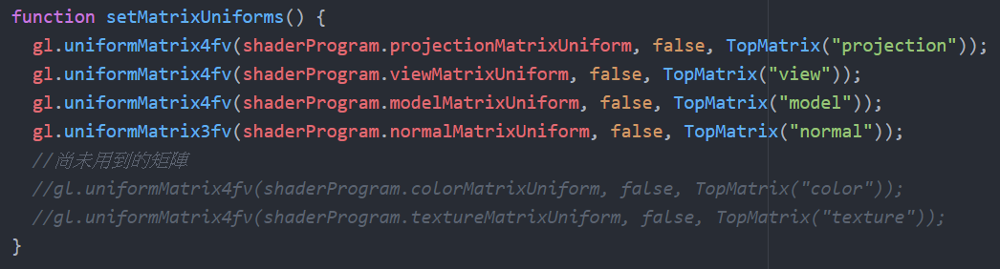 function setMatrixUniforms() {
  gl.uniformMatrix4fv(shaderProgram.projectionMatrixUniform, false, TopMatrix("projection"));
  gl.uniformMatrix4fv(shaderProgram.viewMatrixUniform, false, TopMatrix("view"));
  gl.uniformMatrix4fv(shaderProgram.modelMatrixUniform, false, TopMatrix("model"));
  gl.uniformMatrix3fv(shaderProgram.normalMatrixUniform, false, TopMatrix("normal"));
  //尚未用到的矩陣
  //gl.uniformMatrix4fv(shaderProgram.colorMatrixUniform, false, TopMatrix("color"));
  //gl.uniformMatrix4fv(shaderProgram.textureMatrixUniform, false, TopMatrix("texture"));
}